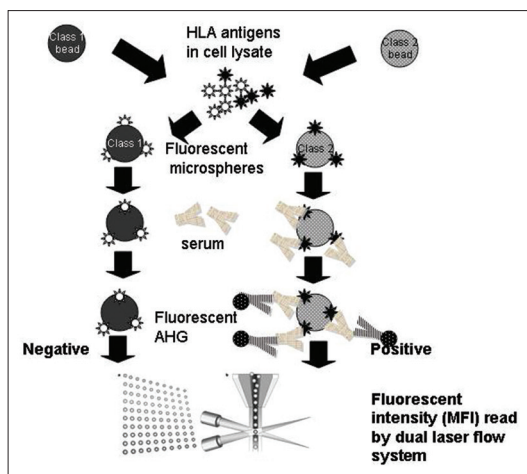 Class 1
bead
HLA antigens
in cell lysate
Class 2
bead
Class 1
Fluorescent
microspheres
Class 2
serum
Fluorescent
AHG
Negative
Positive
Fluorescent
intensity (MFI) read
by dual laser flow
system